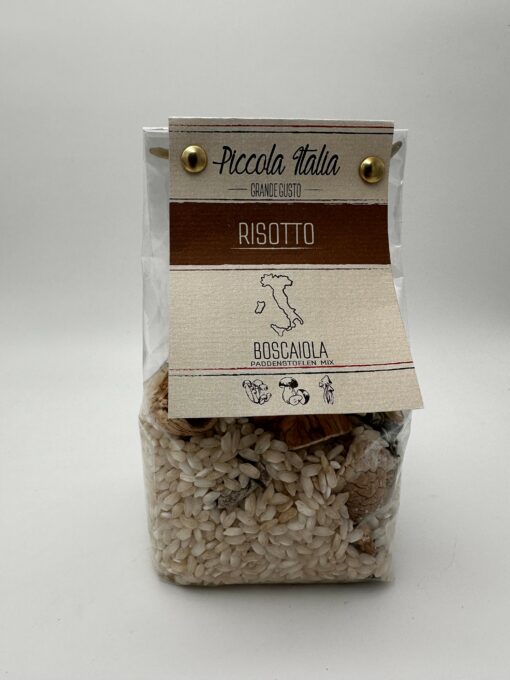 Piccola Italia
GRANDE GUSTO
RISOTTO
BOSCAIOLA
PADDENSTOELEN MIX